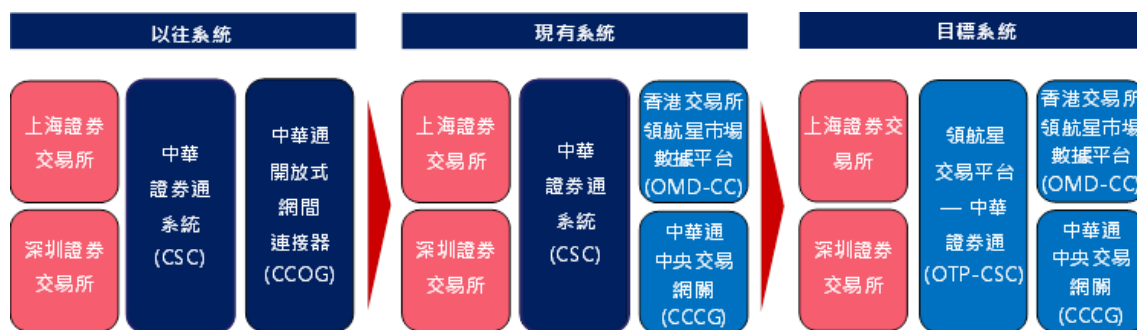 以往系統
上海證券
交易所
深圳證券
交易所
中華
證券通
系統
(CSC)
中華通
開放式
網間
連接器
(CCOG)
現有系統
上海證券
交易所
深圳證券
交易所
中華
證券通
系統
(CSC)
香港交易所
領航星市場
數據平台
(OMD-CC)
中華通
中央交易
網關
(CCCG)
目標系統
上海證券交
易所
深圳證券
交易所
領航星
交易平台
— 中華
證券通
(OTP-CSC)
香港交易所
領航星市場
數據平台
(OMD-CC)
中華通
中央交易
網關
(CCCG)